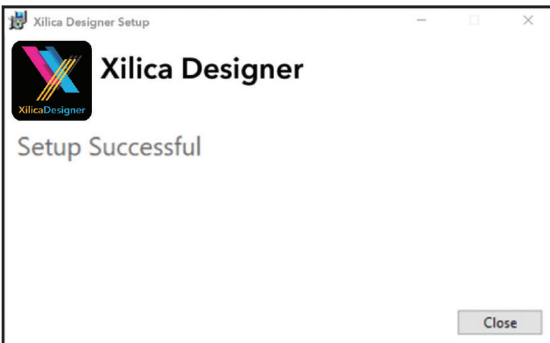 Xilica Designer Setup
Xilica Designer
XilicaDesigner
Setup Successful
Close